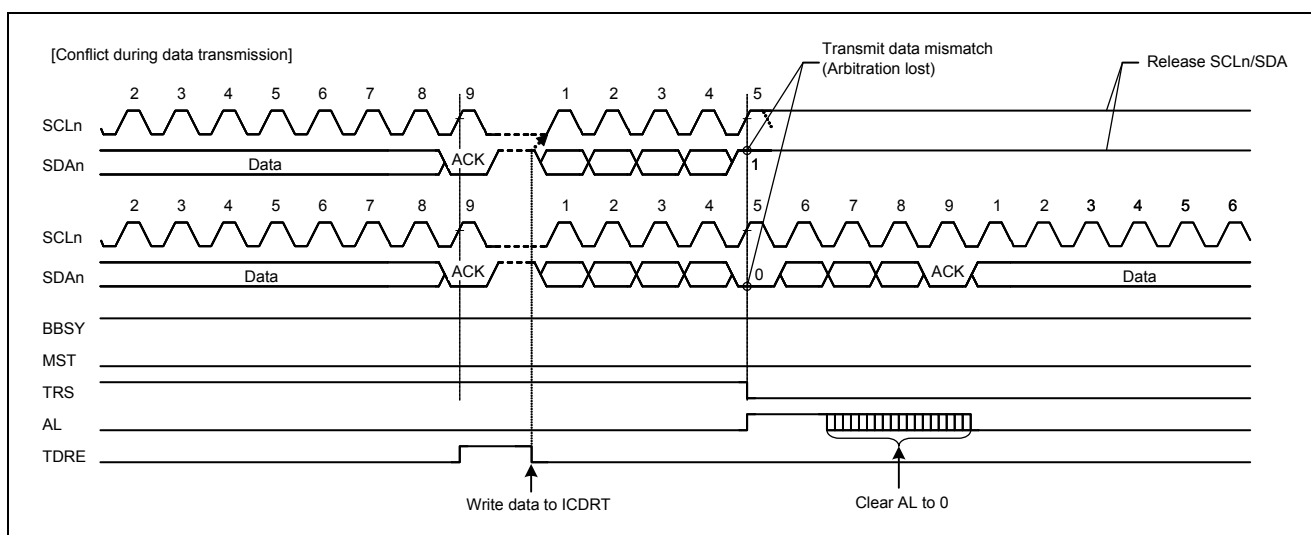 [Conflict during data transmission]
Transmit data mismatch
(Arbitration lost)
Release SCLn/SDA
2 3 4 5 6 7 8 9 1 2 3 4 5
SCLn
SDAn Data ACK 1
2 3 4 5 6 7 8 9 1 2 3 4 5 6 7 8 9 1 2 3 4 5 6
SCLn
SDAn Data ACK 0 ACK Data
BBSY
MST
TRS
AL
TDRE
Write data to ICDRT Clear AL to 0